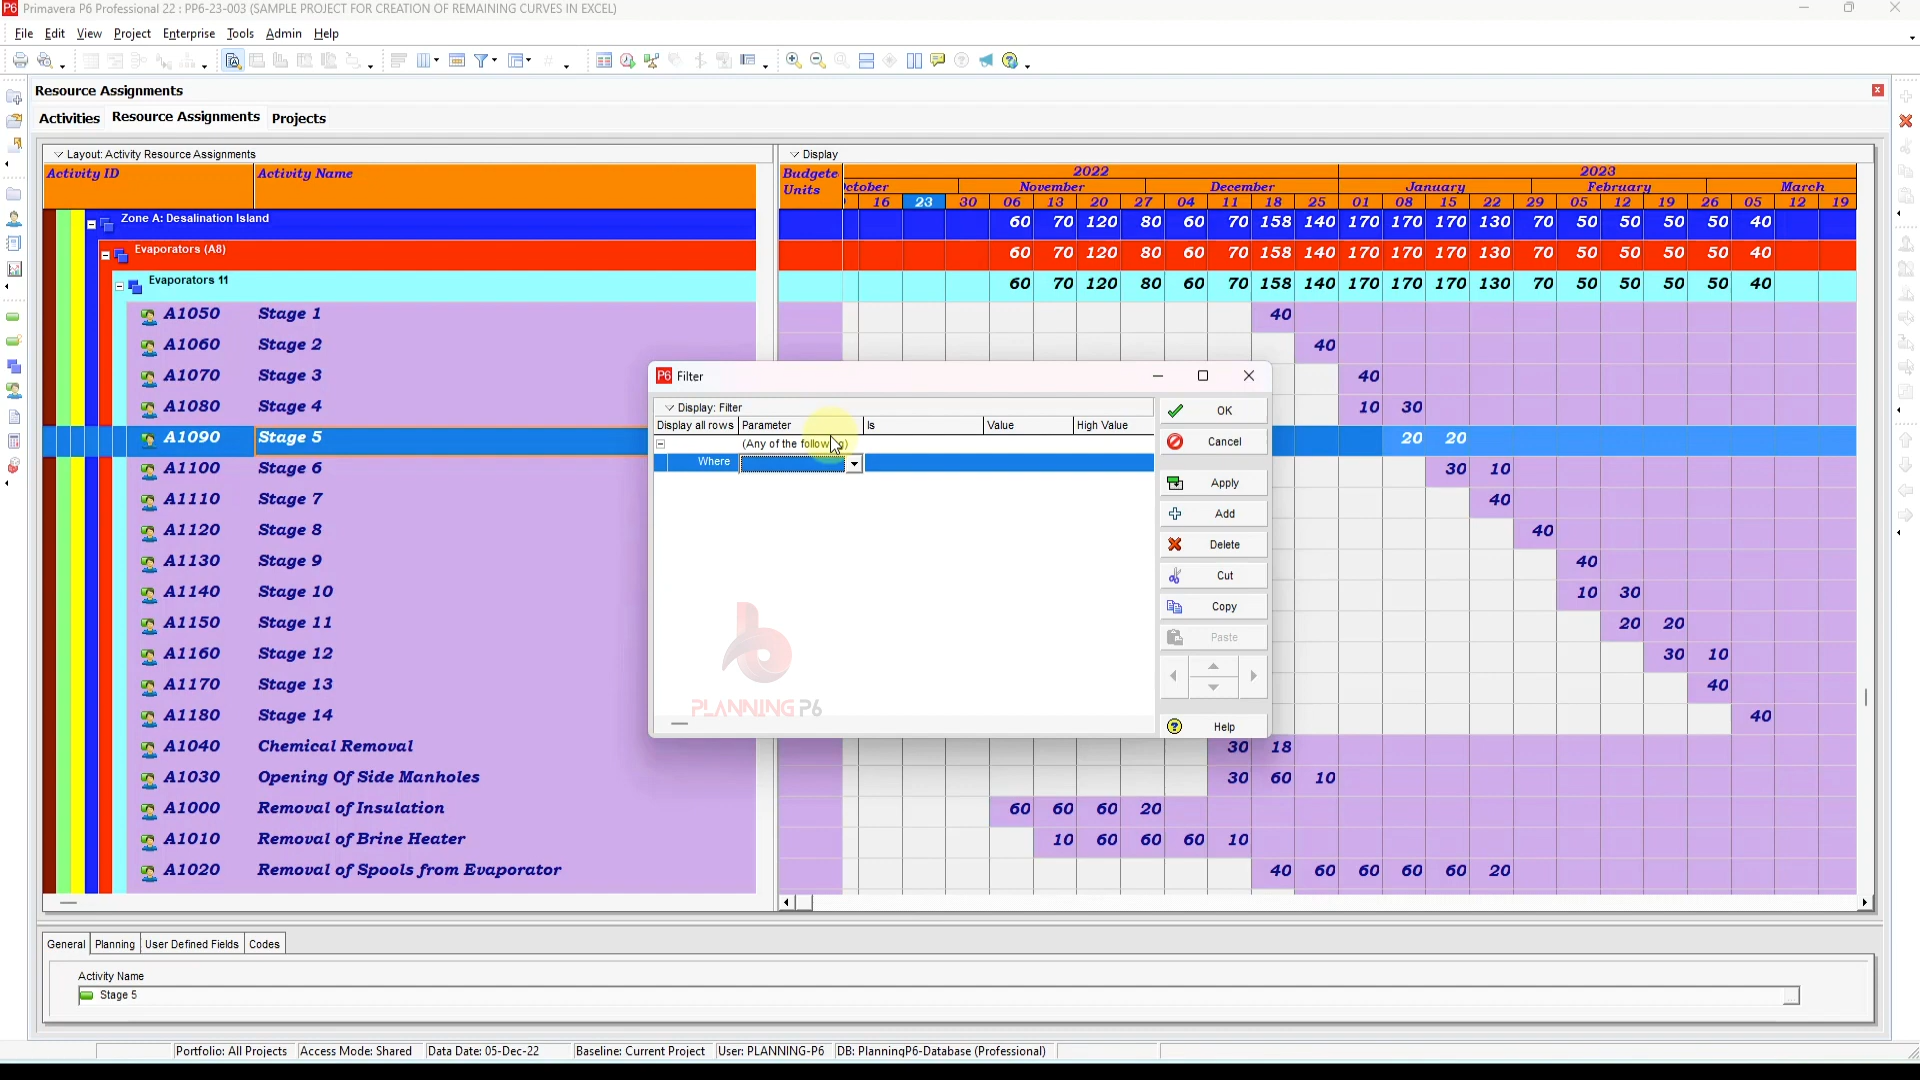 P6 Primavera P6 Professional 22 : PP6-23-003 (SAMPLE PROJECT FOR CREATION OF REMAINING CURVES IN EXCEL)
File Edit View Project Enterprise Tools Admin Help
Resource Assignments
Activities Resource Assignments Projects
Layout: Activity Resource Assignments
Display
Activity ID Activity Name Budgete Units
2022 2023
ctober November December January February March
16 23 30 06 13 20 27 04 11 18 25 01 08 15 22 29 05 12 19 26 05 12 19
Zone A: Desalination Island 60 70 120 80 60 70 158 140 170 170 170 130 70 50 50 50 50 40
Evaporators (A8) 60 70 120 80 60 70 158 140 170 170 170 130 70 50 50 50 50 40
Evaporators 11 60 70 120 80 60 70 158 140 170 170 170 130 70 50 50 50 50 40
A1050 Stage 1 40
A1060 Stage 2 40
A1070 Stage 3 40
A1080 Stage 4 10 30
A1090 Stage 5 20 20
A1100 Stage 6 30 10
A1110 Stage 7 40
A1120 Stage 8 40
A1130 Stage 9 40
A1140 Stage 10 10 30
A1150 Stage 11 20 20
A1160 Stage 12 30 10
A1170 Stage 13 40
A1180 Stage 14 40
A1040 Chemical Removal 30 18
A1030 Opening Of Side Manholes 30 60 10
A1000 Removal of Insulation 60 60 60 20
A1010 Removal of Brine Heater 10 60 60 60 10
A1020 Removal of Spools from Evaporator 40 60 60 60 60 20
P6 Filter
Display: Filter
Display all rows Parameter Is Value High Value
(Any of the following)
Where
OK
Cancel
Apply
Add
Delete
Cut
Copy
Paste
Help
PLANNING P6
General Planning User Defined Fields Codes
Activity Name
Stage 5
Portfolio: All Projects Access Mode: Shared Data Date: 05-Dec-22 Baseline: Current Project User: PLANNING-P6 DB: PlanningP6-Database (Professional)